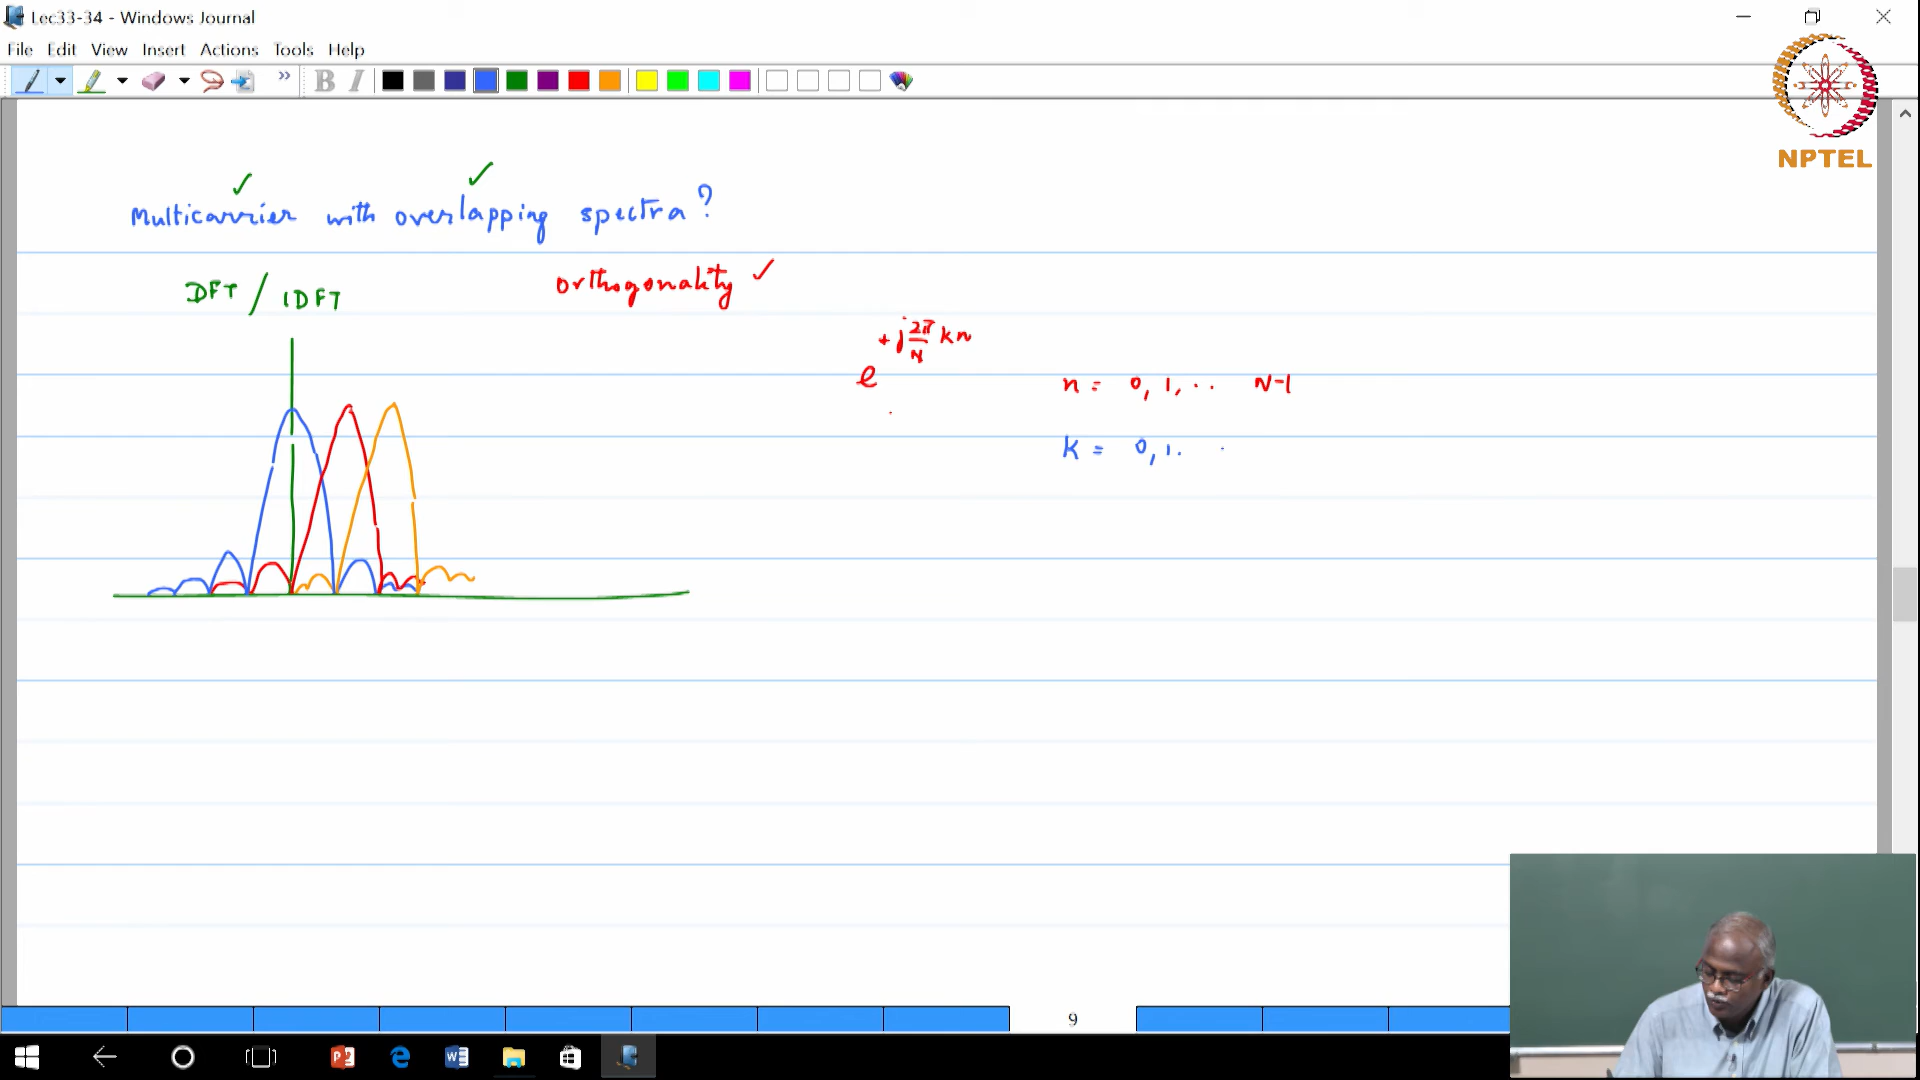 Lec33-34 - Windows Journal
File Edit View Insert Actions Tools Help
B I
NPTEL
✓ ✓
Multicarrier with overlapping spectra?
DFT / IDFT
Orthogonality ✓
e^{+j\frac{2π}{N}kn}
n = 0, 1, .. N-1
k = 0, 1.
9